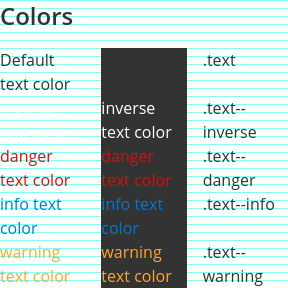 Colors
Default
text color
.text
inverse
text color
.text--
inverse
danger
text color
danger
text color
.text--
danger
info text
color
info text
color
.text--info
warning
text color
warning
text color
.text--
warning